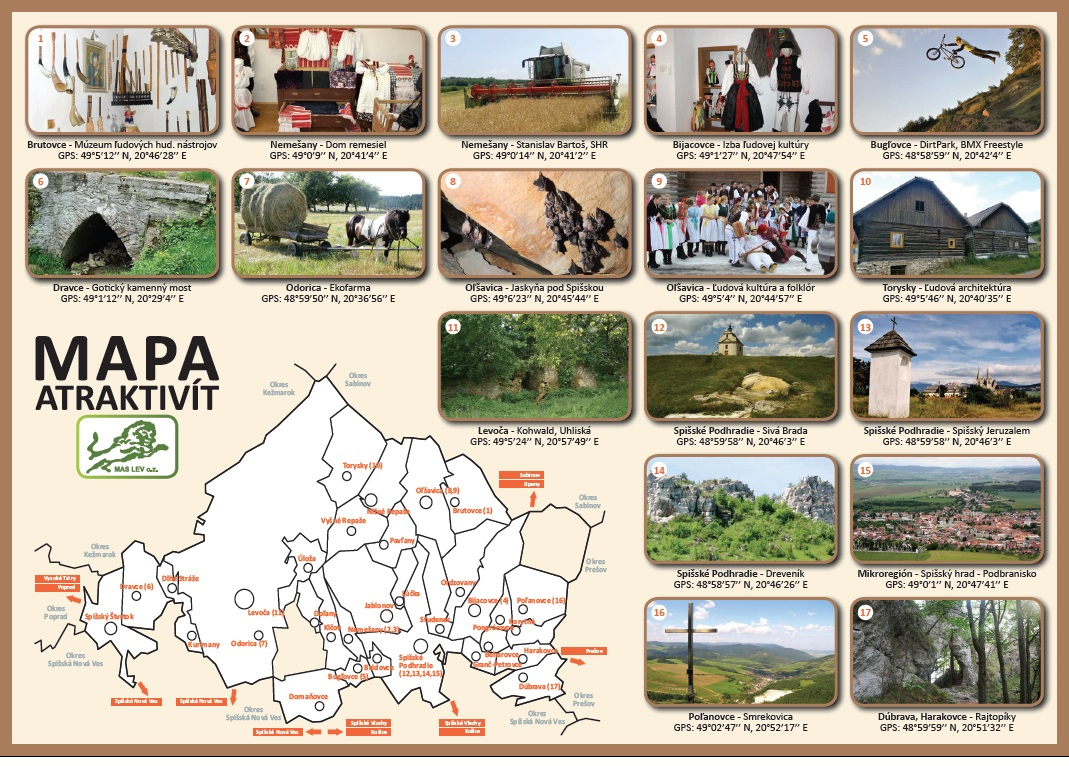 1
Brutovce - Múzeum ľudových hud. nástrojov
GPS: 49°5'12'' N, 20°46'28'' E
2
Nemešany - Dom remesiel
GPS: 49°0'9'' N, 20°41'4'' E
3
Nemešany - Stanislav Bartoš, SHR
GPS: 49°0'14'' N, 20°41'2'' E
4
Bijacovce - Izba ľudovej kultúry
GPS: 49°1'27'' N, 20°47'54'' E
5
Bugľovce - DirtPark, BMX Freestyle
GPS: 48°58'59'' N, 20°42'4'' E
6
Dravce - Gotický kamenný most
GPS: 49°1'12'' N, 20°29'4'' E
7
Odorica - Ekofarma
GPS: 48°59'50'' N, 20°36'56'' E
8
Oľšavica - Jaskyňa pod Spišskou
GPS: 49°6'23'' N, 20°45'44'' E
9
Oľšavica - Ľudová kultúra a folklór
GPS: 49°5'4'' N, 20°44'57'' E
10
Torysky - Ľudová architektúra
GPS: 49°5'46'' N, 20°40'35'' E
11
Levoča - Kohwald, Uhliská
GPS: 49°5'24'' N, 20°57'49'' E
12
Spišské Podhradie - Sivá Brada
GPS: 48°59'58'' N, 20°46'3'' E
13
Spišské Podhradie - Spišský Jeruzalem
GPS: 48°59'58'' N, 20°46'3'' E
14
Spišské Podhradie - Dreveník
GPS: 48°58'57'' N, 20°46'26'' E
15
Mikroregión - Spišský hrad - Podbranisko
GPS: 49°0'1'' N, 20°47'41'' E
16
Poľanovce - Smrekovica
GPS: 49°02'47'' N, 20°52'17'' E
17
Dúbrava, Harakovce - Rajtopíky
GPS: 48°59'59'' N, 20°51'32'' E
MAPA
ATRAKTIVÍT
MAS LEV o.z.
Okres
Kežmarok
Okres
Sabinov
Torysky (10)
Oľšavica (8,9)
Nižné Repaše
Brutovce (1)
Vyšné Repaše
Pavľany
Sabinov
Lipany
Okres
Sabinov
Okres
Prešov
Okres
Kežmarok
Úloža
Vysoké Tatry
Poprad
Dravce (6)
Dlhé Stráže
Okres
Poprad
Spišský Štvrtok
Levoča (11)
Doľany
Jablonov
Lúčka
Ordzovany
Bijacovce (4)
Poľanovce (16)
Korytné
Pongrácovce
Studenec
Klčov
Nemešany (2,3)
Kurimany
Odorica (7)
Okres
Spišská Nová Ves
Spišské
Podhradie
(12,13,14,15)
Baldovce
Buglovce (5)
Beharovce
Granč-Petrovce
Harakovce
Prešov
Dúbrava (17)
Domaňovce
Spišská Nová Ves
Spišská Nová Ves
Okres
Spišská Nová Ves
Spišská Nová Ves
Spišské Vlachy
Košice
Spišské Vlachy
Košice
Okres
Spišská Nová Ves
Okres
Prešov